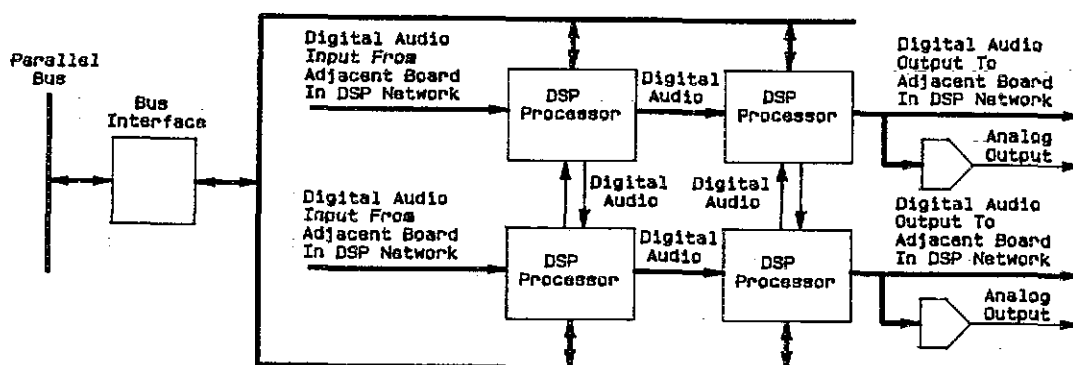 Parallel
Bus
Bus
Interface
Digital Audio
Input From
Adjacent Board
In DSP Network
DSP
Processor
Digital
Audio
DSP
Processor
Digital Audio
Output To
Adjacent Board
In DSP Network
Analog
Output
Digital
Audio
Digital
Audio
Digital Audio
Input From
Adjacent Board
In DSP Network
DSP
Processor
Digital
Audio
DSP
Processor
Digital Audio
Output To
Adjacent Board
In DSP Network
Analog
Output